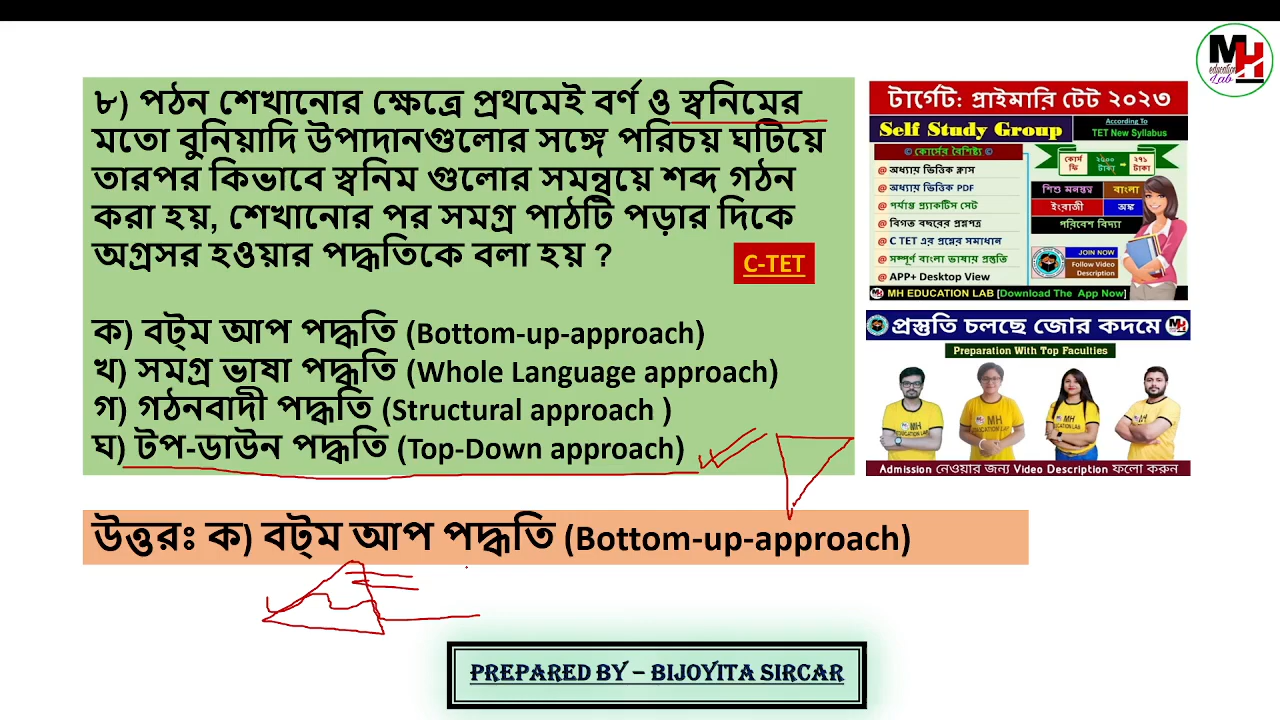 MH
education
Lab
৮) পঠন শেখানোর ক্ষেত্রে প্রথমেই বর্ণ ও স্বনিমের
মতো বুনিয়াদি উপাদানগুলোর সঙ্গে পরিচয় ঘটিয়ে
তারপর কিভাবে স্বনিম গুলোর সমন্বয়ে শব্দ গঠন
করা হয়, শেখানোর পর সমগ্র পাঠটি পড়ার দিকে
অগ্রসর হওয়ার পদ্ধতিকে বলা হয় ?
C-TET
ক) বট্ম আপ পদ্ধতি (Bottom-up-approach)
খ) সমগ্র ভাষা পদ্ধতি (Whole Language approach)
গ) গঠনবাদী পদ্ধতি (Structural approach )
ঘ) টপ-ডাউন পদ্ধতি (Top-Down approach)
উত্তরঃ ক) বট্ম আপ পদ্ধতি (Bottom-up-approach)
PREPARED BY – BIJOYITA SIRCAR
টার্গেট: প্রাইমারি টেট ২০২৩
Self Study Group
According To
TET New Syllabus
© কোর্সের বৈশিষ্ট্য ©
@ অধ্যায় ভিত্তিক ক্লাস
@ অধ্যায় ভিত্তিক PDF
@ পর্যাপ্ত প্র্যাকটিস সেট
@ বিগত বছরের প্রশ্নপত্র
@ C TET এর প্রশ্নের সমাধান
@ সম্পূর্ণ বাংলা ভাষায় প্রস্তুতি
@ APP+ Desktop View
কোর্স
ফি
২৫০০
টাকা
২৭১
টাকা
শিশু মনস্তত্ব
বাংলা
ইংরাজী
অঙ্ক
পরিবেশ বিদ্যা
JOIN NOW
Follow Video
Description
MH EDUCATION LAB [Download The App Now]
প্রস্তুতি চলছে জোর কদমে
Preparation With Top Faculties
Admission নেওয়ার জন্য Video Description ফলো করুন